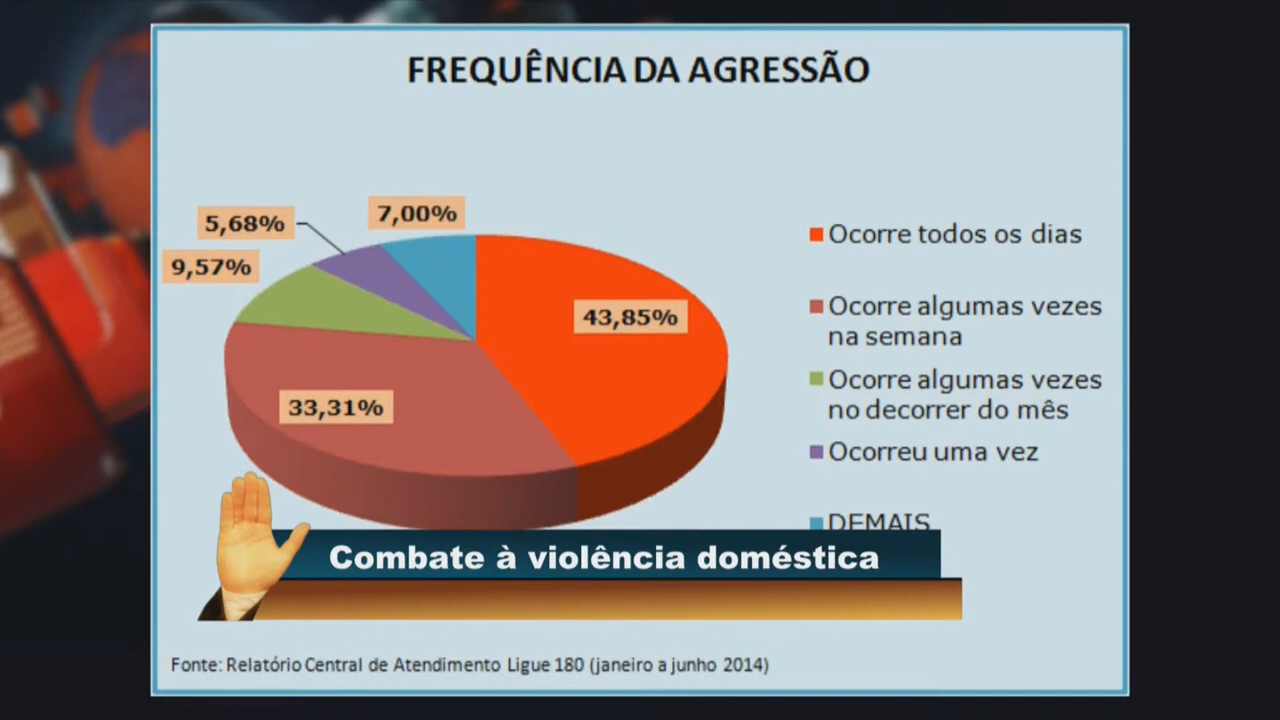 FREQUÊNCIA DA AGRESSÃO
5,68%
7,00%
9,57%
43,85%
33,31%
Ocorre todos os dias
Ocorre algumas vezes
na semana
Ocorre algumas vezes
no decorrer do mês
Ocorreu uma vez
DEMAIS
Combate à violência doméstica
Fonte: Relatório Central de Atendimento Ligue 180 (janeiro a junho 2014)